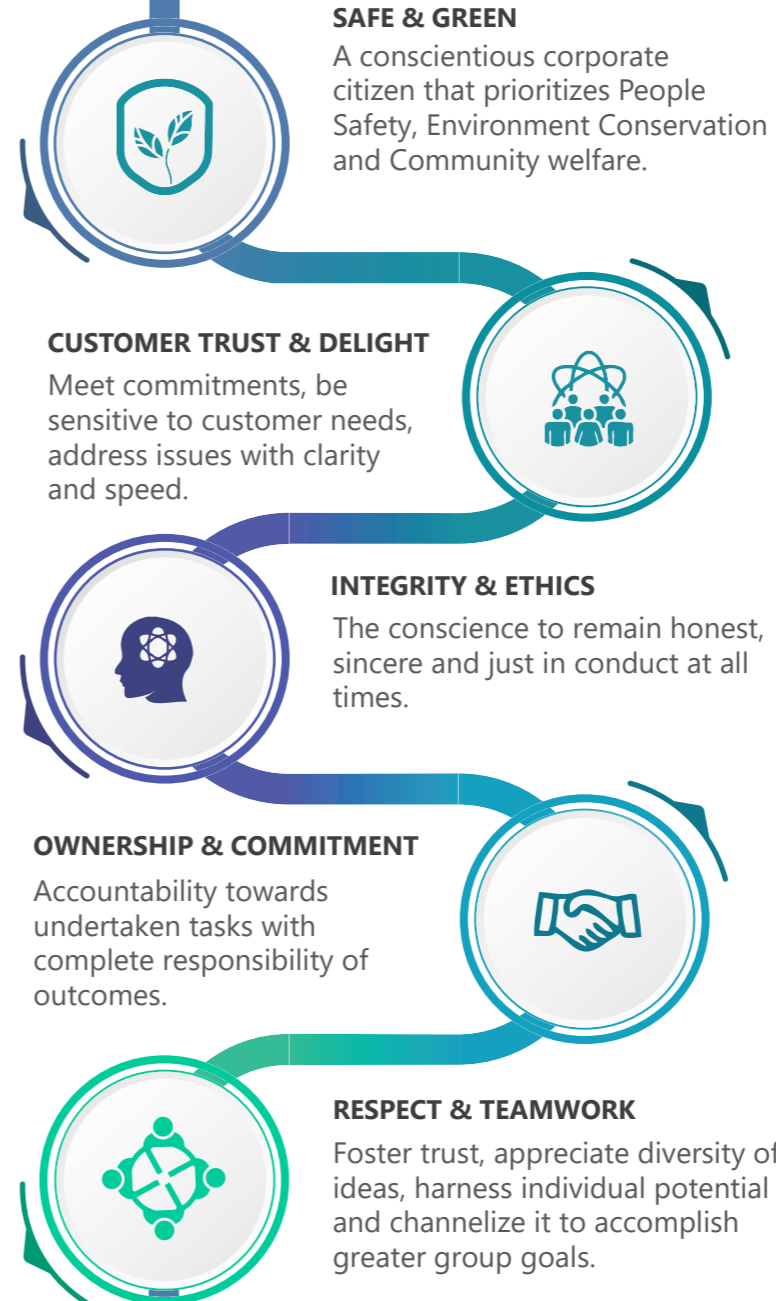 SAFE & GREEN
A conscientious corporate
citizen that prioritizes People
Safety, Environment Conservation
and Community welfare.
CUSTOMER TRUST & DELIGHT
Meet commitments, be
sensitive to customer needs,
address issues with clarity
and speed.
INTEGRITY & ETHICS
The conscience to remain honest,
sincere and just in conduct at all
times.
OWNERSHIP & COMMITMENT
Accountability towards
undertaken tasks with
complete responsibility of
outcomes.
RESPECT & TEAMWORK
Foster trust, appreciate diversity of
ideas, harness individual potential
and channelize it to accomplish
greater group goals.